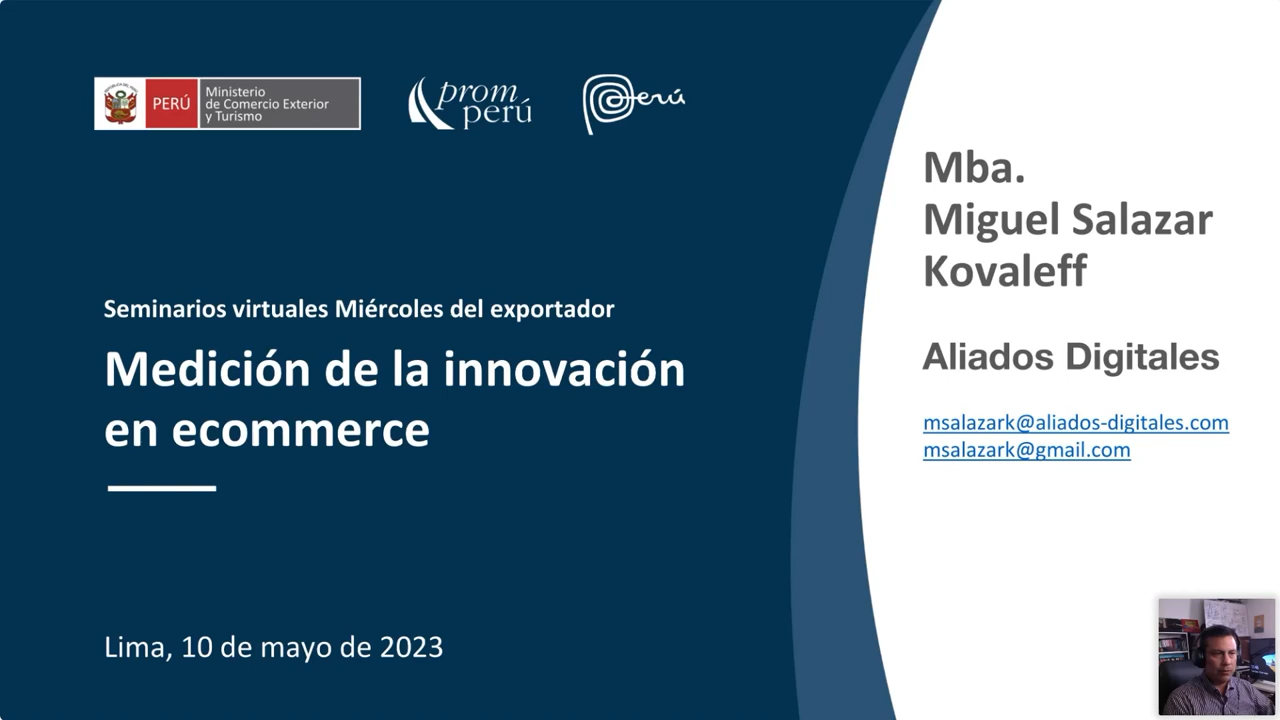 PERÚ
Ministerio
de Comercio Exterior
y Turismo
prom
perú
Perú
Seminarios virtuales Miércoles del exportador
Medición de la innovación
en ecommerce
Lima, 10 de mayo de 2023
Mba.
Miguel Salazar
Kovaleff
Aliados Digitales
msalazark@aliados-digitales.com
msalazark@gmail.com